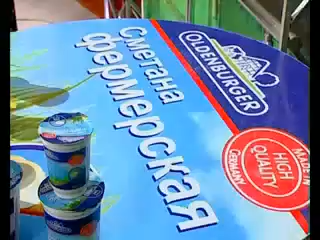 Сметана
фермерская
OLDENBURGER
MADE IN
HIGH
QUALITY
GERMANY